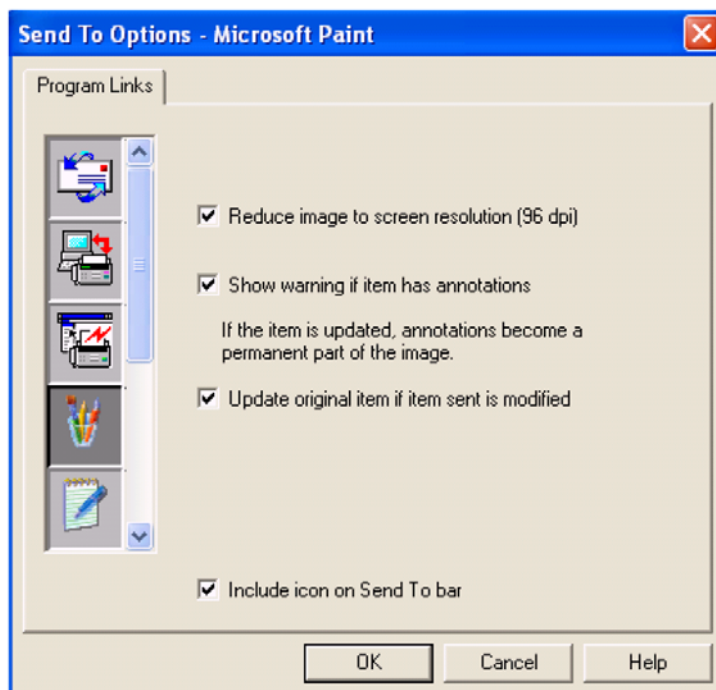 Send To Options - Microsoft Paint
Program Links
Reduce image to screen resolution (96 dpi)
Show warning if item has annotations
If the item is updated, annotations become a
permanent part of the image.
Update original item if item sent is modified
Include icon on Send To bar
OK
Cancel
Help